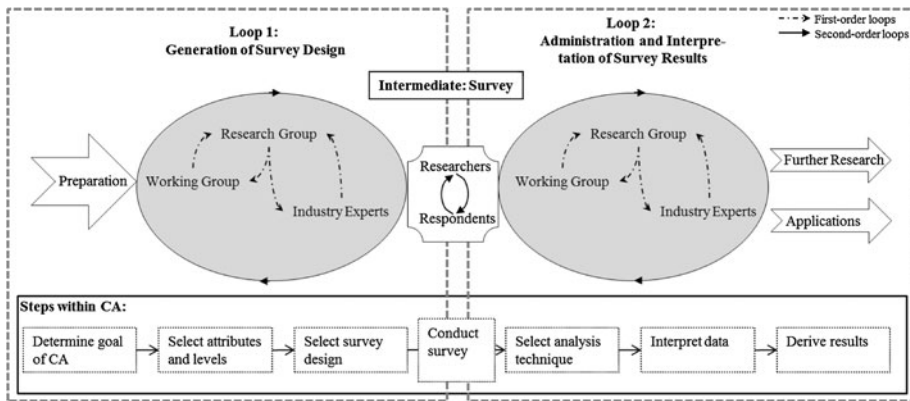 Loop 1:
Generation of Survey Design
Loop 2:
Administration and Interpre-
tation of Survey Results
First-order loops
Second-order loops
Intermediate: Survey
Preparation
Research Group
Working Group
Industry Experts
Researchers
Respondents
Research Group
Working Group
Industry Experts
Further Research
Applications
Steps within CA:
Determine goal
of CA
Select attributes
and levels
Select survey
design
Conduct
survey
Select analysis
technique
Interpret data
Derive results